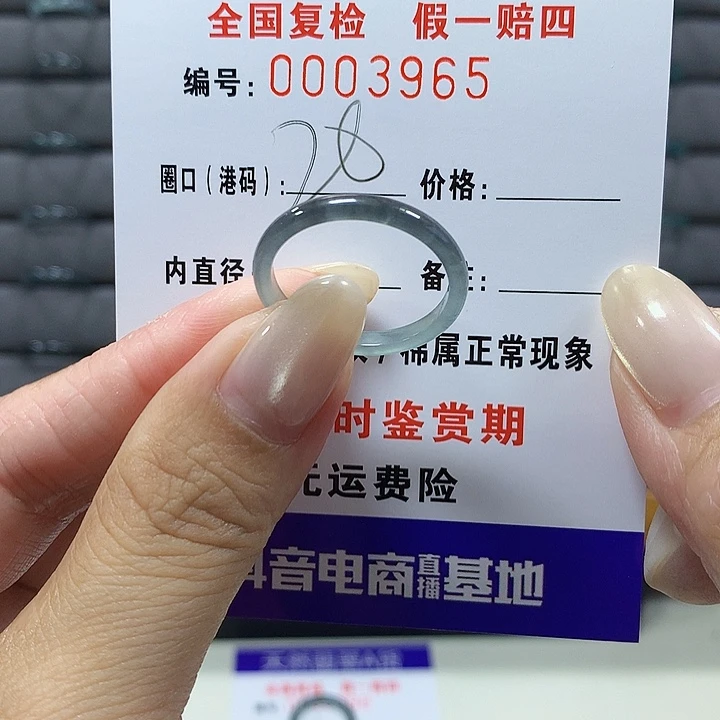 全国复检 假一赔四
编号: 0003965
圈口(港码): 28 价格:
内直径 备注:
棉属正常现象
时鉴赏期
无运费险
抖音电商直播基地